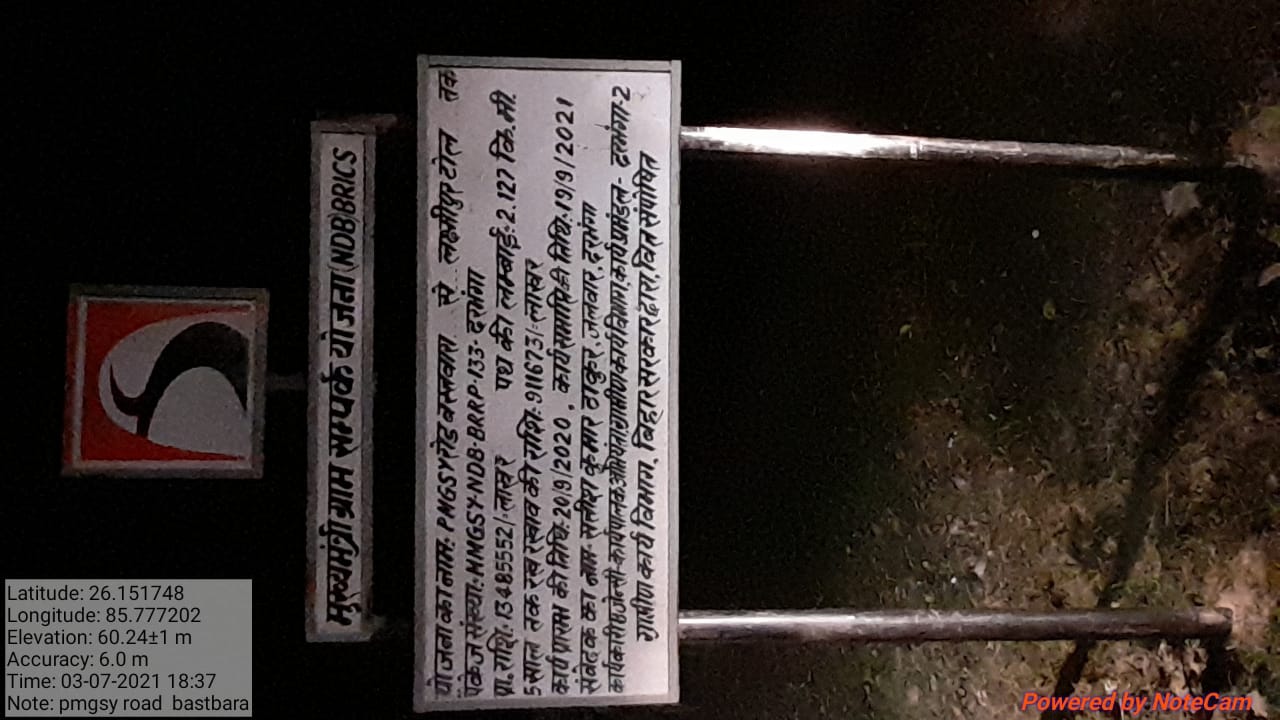 मुख्यमंत्री ग्राम सम्पर्क योजना (NDB)BRICS
योजना का नाम: PMGSY रोड बस्तवारा से लक्ष्मीपुर टोल तक
पैकेज संख्या: MMGSY-NDB-BRRP-133- दरभंगा
प्रा. राशि: 13485552/= लाख पथ की लम्बाई: 2.127 कि.मी.
5 साल तक रख रखाव की राशि: 911673/= लाख
कार्य प्रारम्भ की तिथि: 20/9/2020, कार्य समाप्ति की तिथि: 19/9/2021
संवेदक का नाम- सतीश कुमार ठाकुर, जलवार, दरभंगा
कार्यकारी एजेन्सी- कार्यपालक अभियंता ग्रामीण कार्य विभाग, कार्य प्रमंडल- दरभंगा-2
ग्रामीण कार्य विभाग, बिहार सरकार द्वारा, वित्त संपोषित
Latitude: 26.151748
Longitude: 85.777202
Elevation: 60.24±1 m
Accuracy: 6.0 m
Time: 03-07-2021 18:37
Note: pmgsy road bastbara
Powered by NoteCam